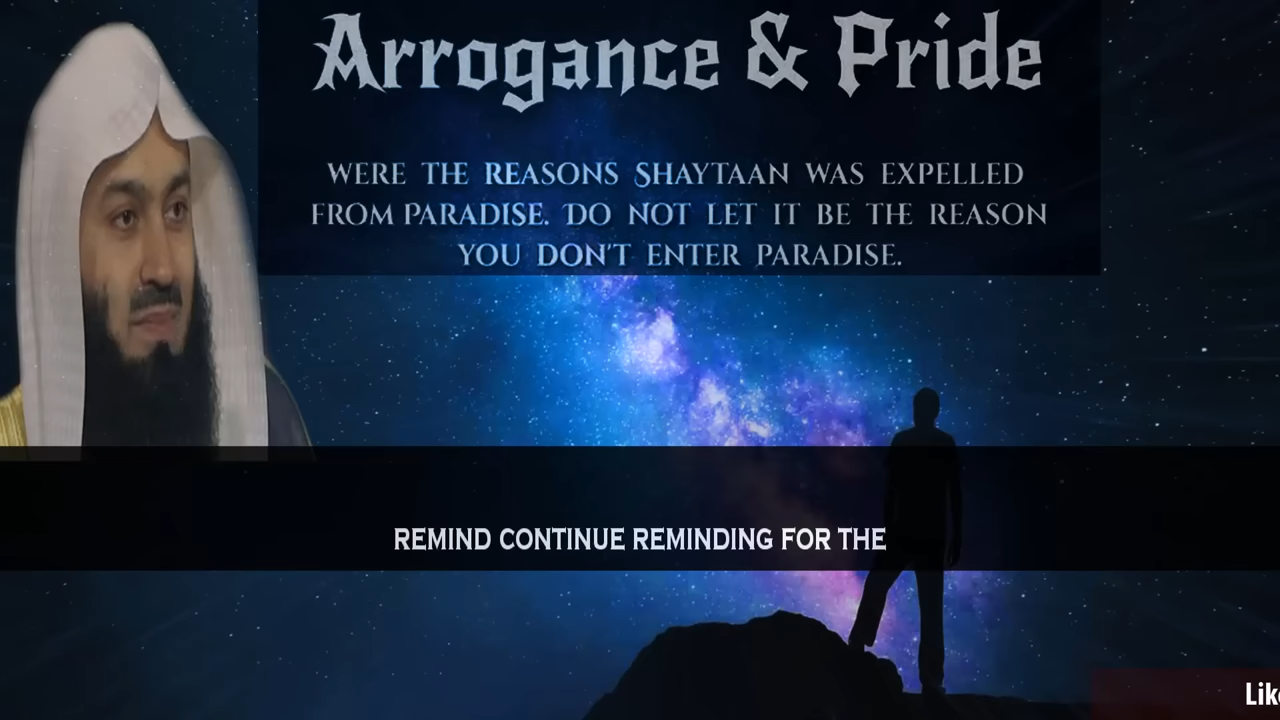 Arrogance & Pride
WERE THE REASONS SHAYTAAN WAS EXPELLED
FROM PARADISE. DO NOT LET IT BE THE REASON
YOU DON'T ENTER PARADISE.
REMIND CONTINUE REMINDING FOR THE